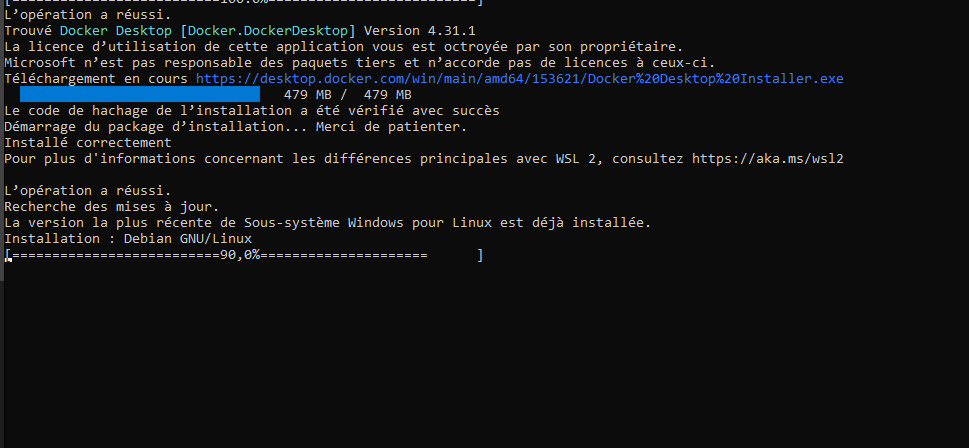 [==========================100.0%==========================]
L’opération a réussi.
Trouvé Docker Desktop [Docker.DockerDesktop] Version 4.31.1
La licence d’utilisation de cette application vous est octroyée par son propriétaire.
Microsoft n’est pas responsable des paquets tiers et n’accorde pas de licences à ceux-ci.
Téléchargement en cours https://desktop.docker.com/win/main/amd64/153621/Docker%20Desktop%20Installer.exe
479 MB / 479 MB
Le code de hachage de l’installation a été vérifié avec succès
Démarrage du package d’installation... Merci de patienter.
Installé correctement
Pour plus d'informations concernant les différences principales avec WSL 2, consultez https://aka.ms/wsl2
L’opération a réussi.
Recherche des mises à jour.
La version la plus récente de Sous-système Windows pour Linux est déjà installée.
Installation : Debian GNU/Linux
[==========================90,0%===================== ]